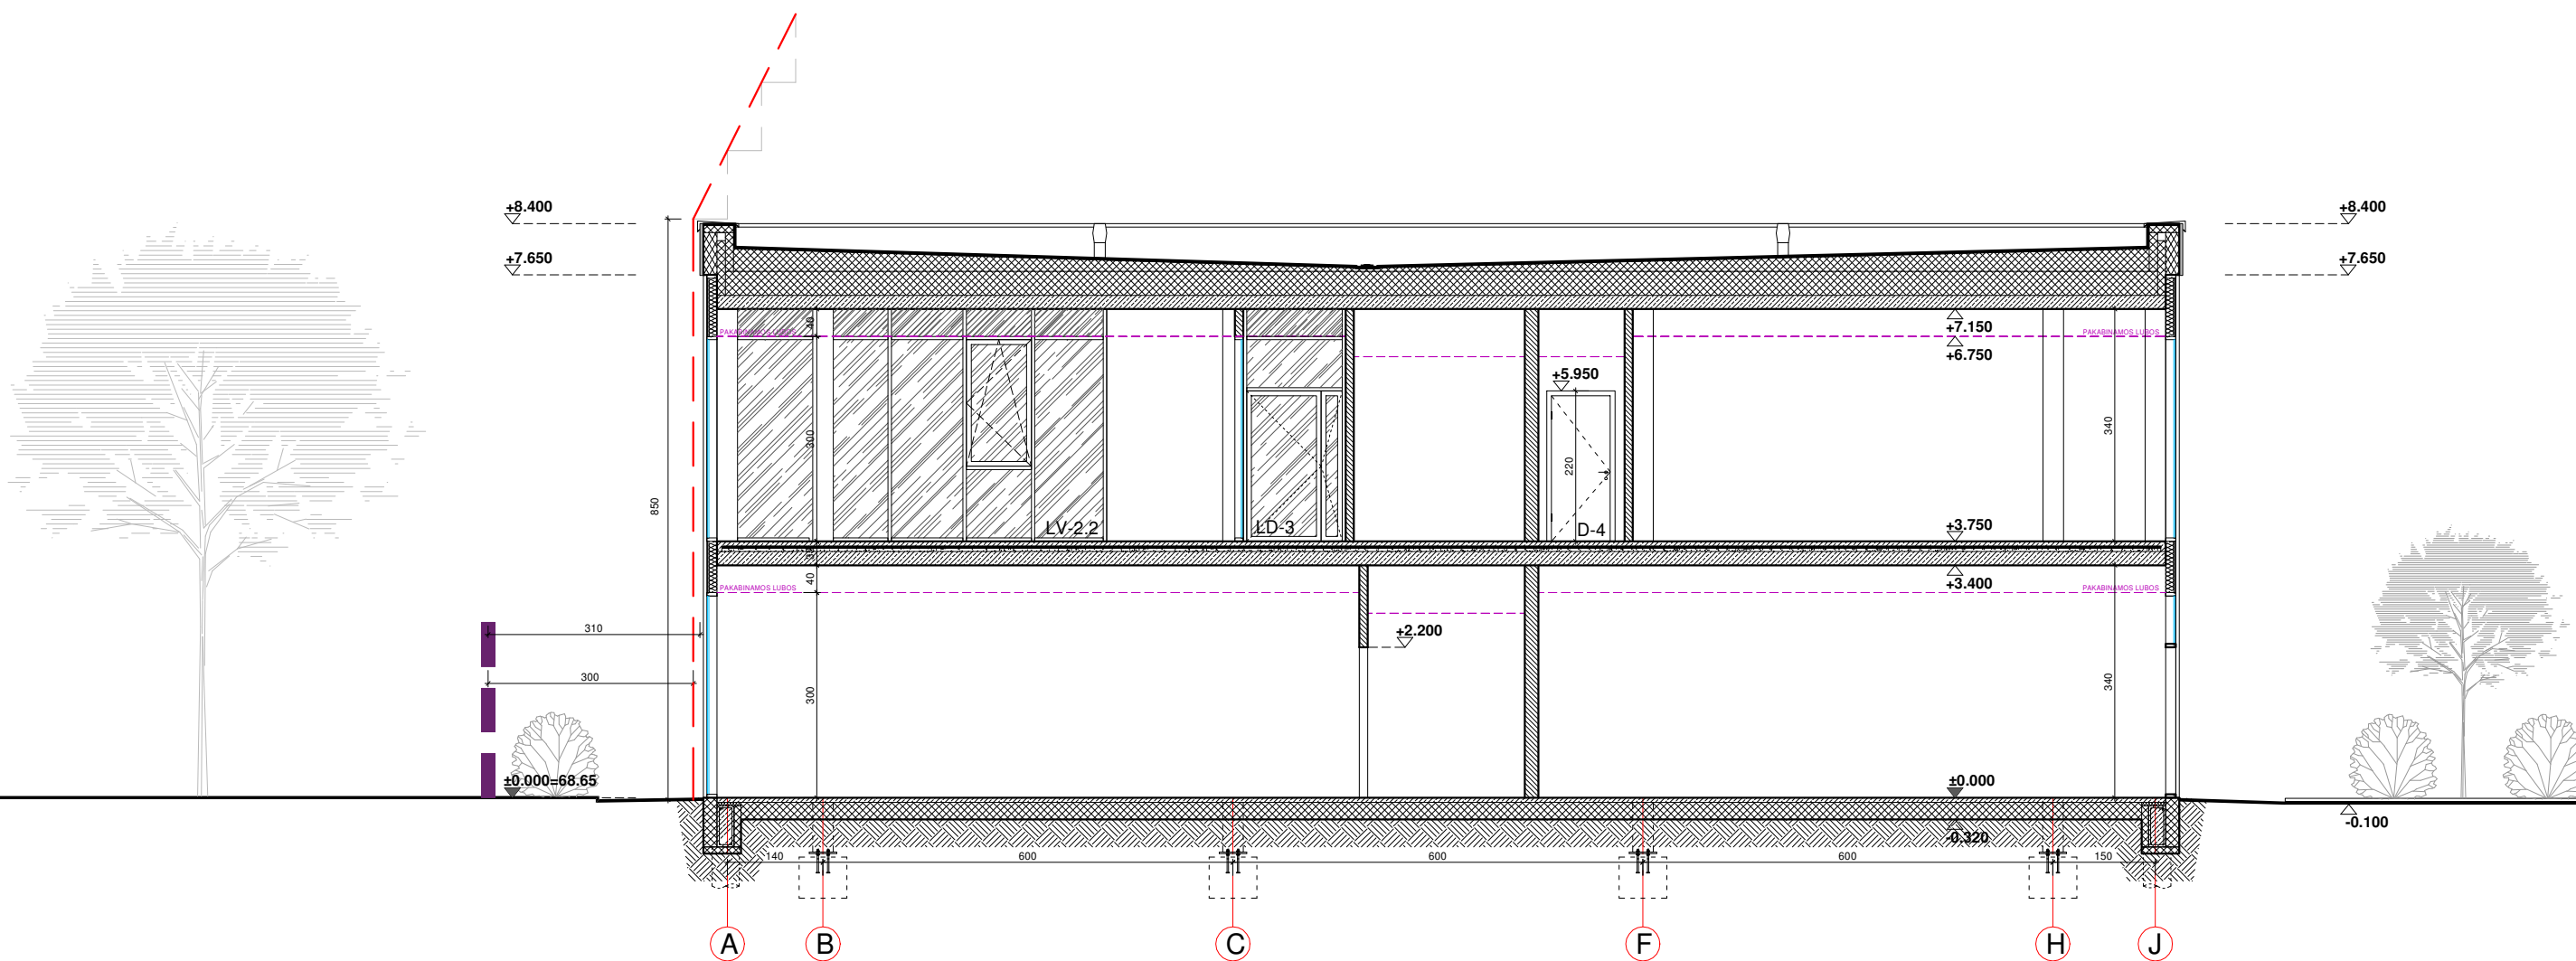 +8.400
+8.400
+7.650
+7.650
40
PAKABINAMOS LUBOS
+7.150
PAKABINAMOS LUBOS
+6.750
+5.950
300
340
220
850
LV-2.2
LD-3
D-4
+3.750
40
PAKABINAMOS LUBOS
+3.400
PAKABINAMOS LUBOS
310
+2.200
300
300
340
±0.000=68.65
±0.000
-0.100
-0.320
140
600
600
600
150
A
B
C
F
H
J